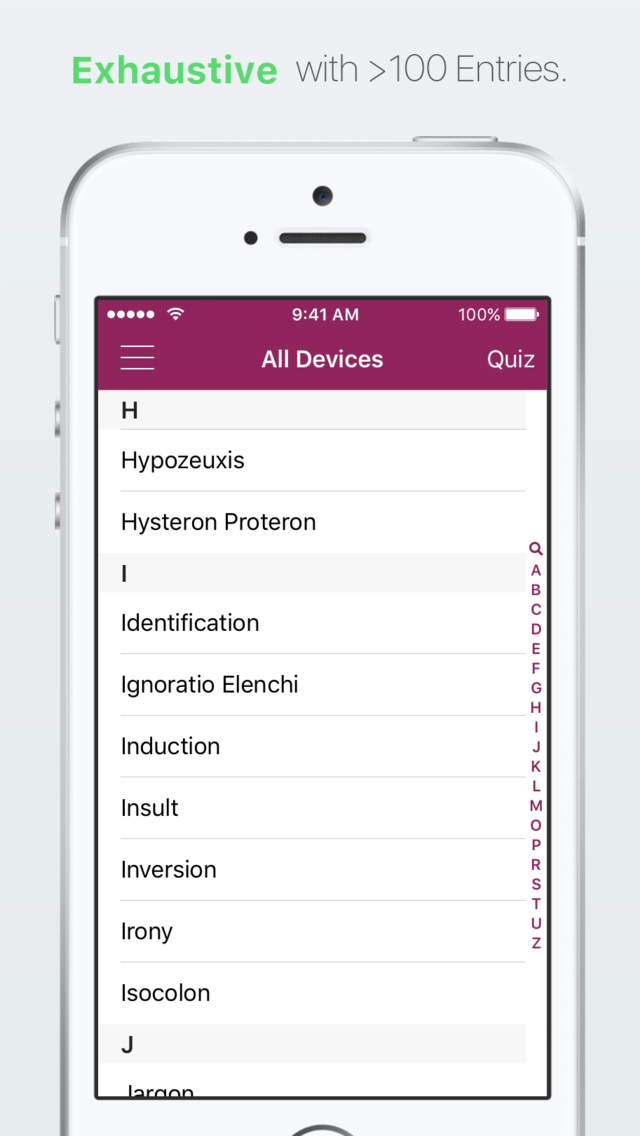 Exhaustive with >100 Entries.
9:41 AM 100%
All Devices Quiz
H
Hypozeuxis
Hysteron Proteron
I
Identification
Ignoratio Elenchi
Induction
Insult
Inversion
Irony
Isocolon
J
Jargon
A
B
C
D
E
F
G
H
I
J
K
L
M
O
P
R
S
T
U
Z